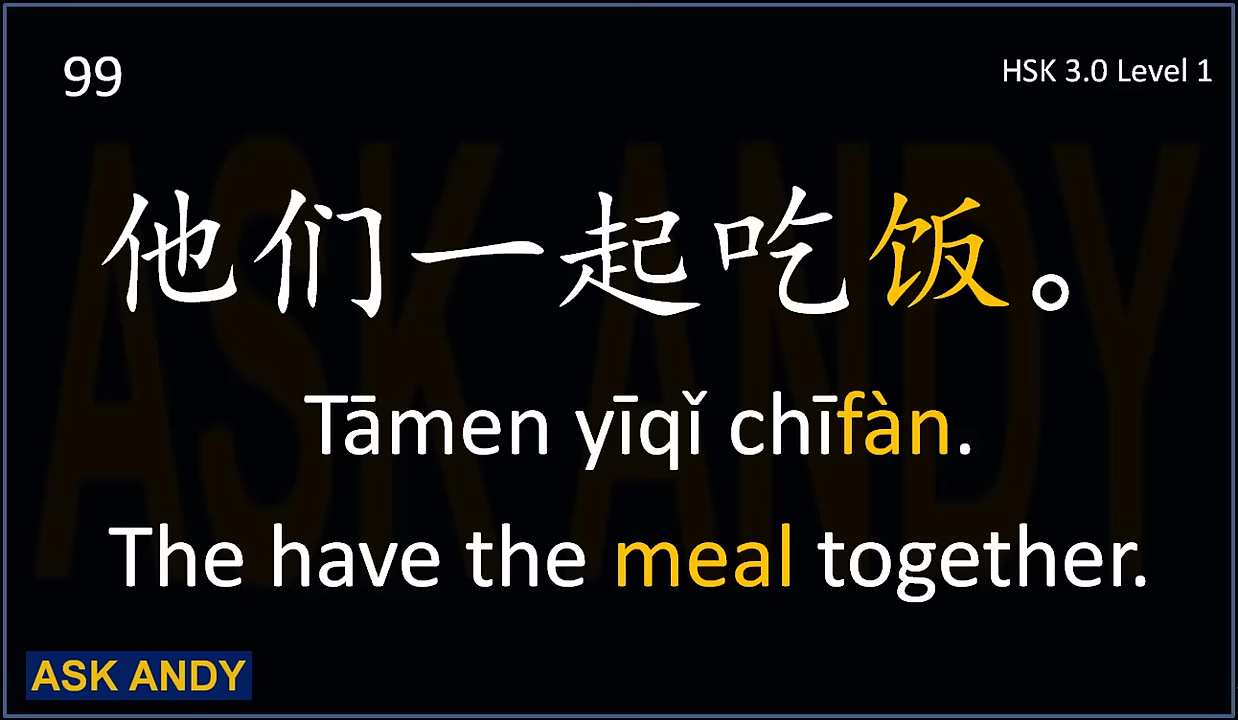 99
HSK 3.0 Level 1
他们一起吃饭。
Tāmen yīqǐ chīfàn.
The have the meal together.
ASK ANDY
ASK ANDY